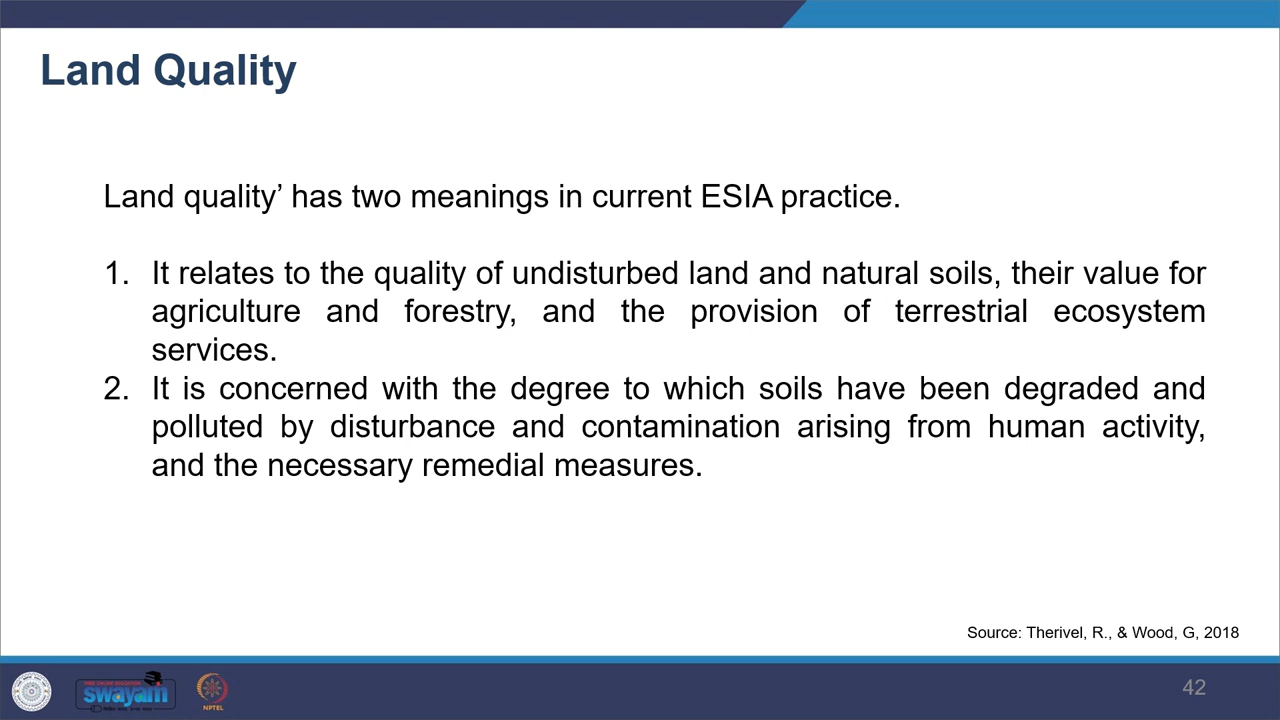 Land Quality
Land quality’ has two meanings in current ESIA practice.
1. It relates to the quality of undisturbed land and natural soils, their value for
agriculture and forestry, and the provision of terrestrial ecosystem
services.
2. It is concerned with the degree to which soils have been degraded and
polluted by disturbance and contamination arising from human activity,
and the necessary remedial measures.
Source: Therivel, R., & Wood, G, 2018
swayam
NPTEL
42